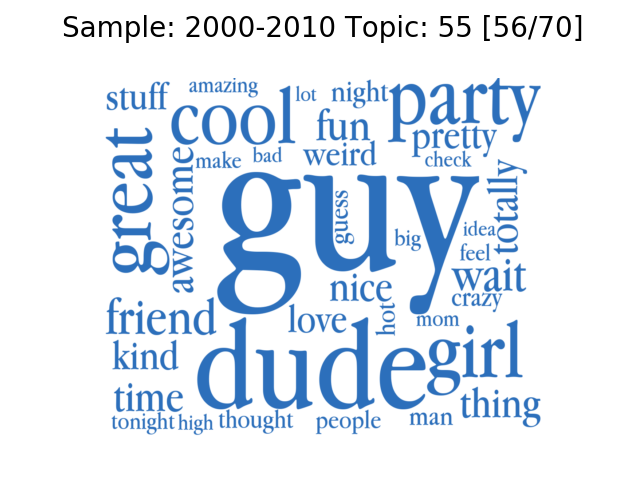 Sample: 2000-2010 Topic: 55 [56/70]
stuff
amazing
lot
night
party
cool
fun
pretty
great
make
bad
weird
check
awesome
guy
guess
totally
big
idea
feel
wait
nice
crazy
friend
love
hot
mom
kind
dude
girl
time
thing
tonight
high
thought
people
man